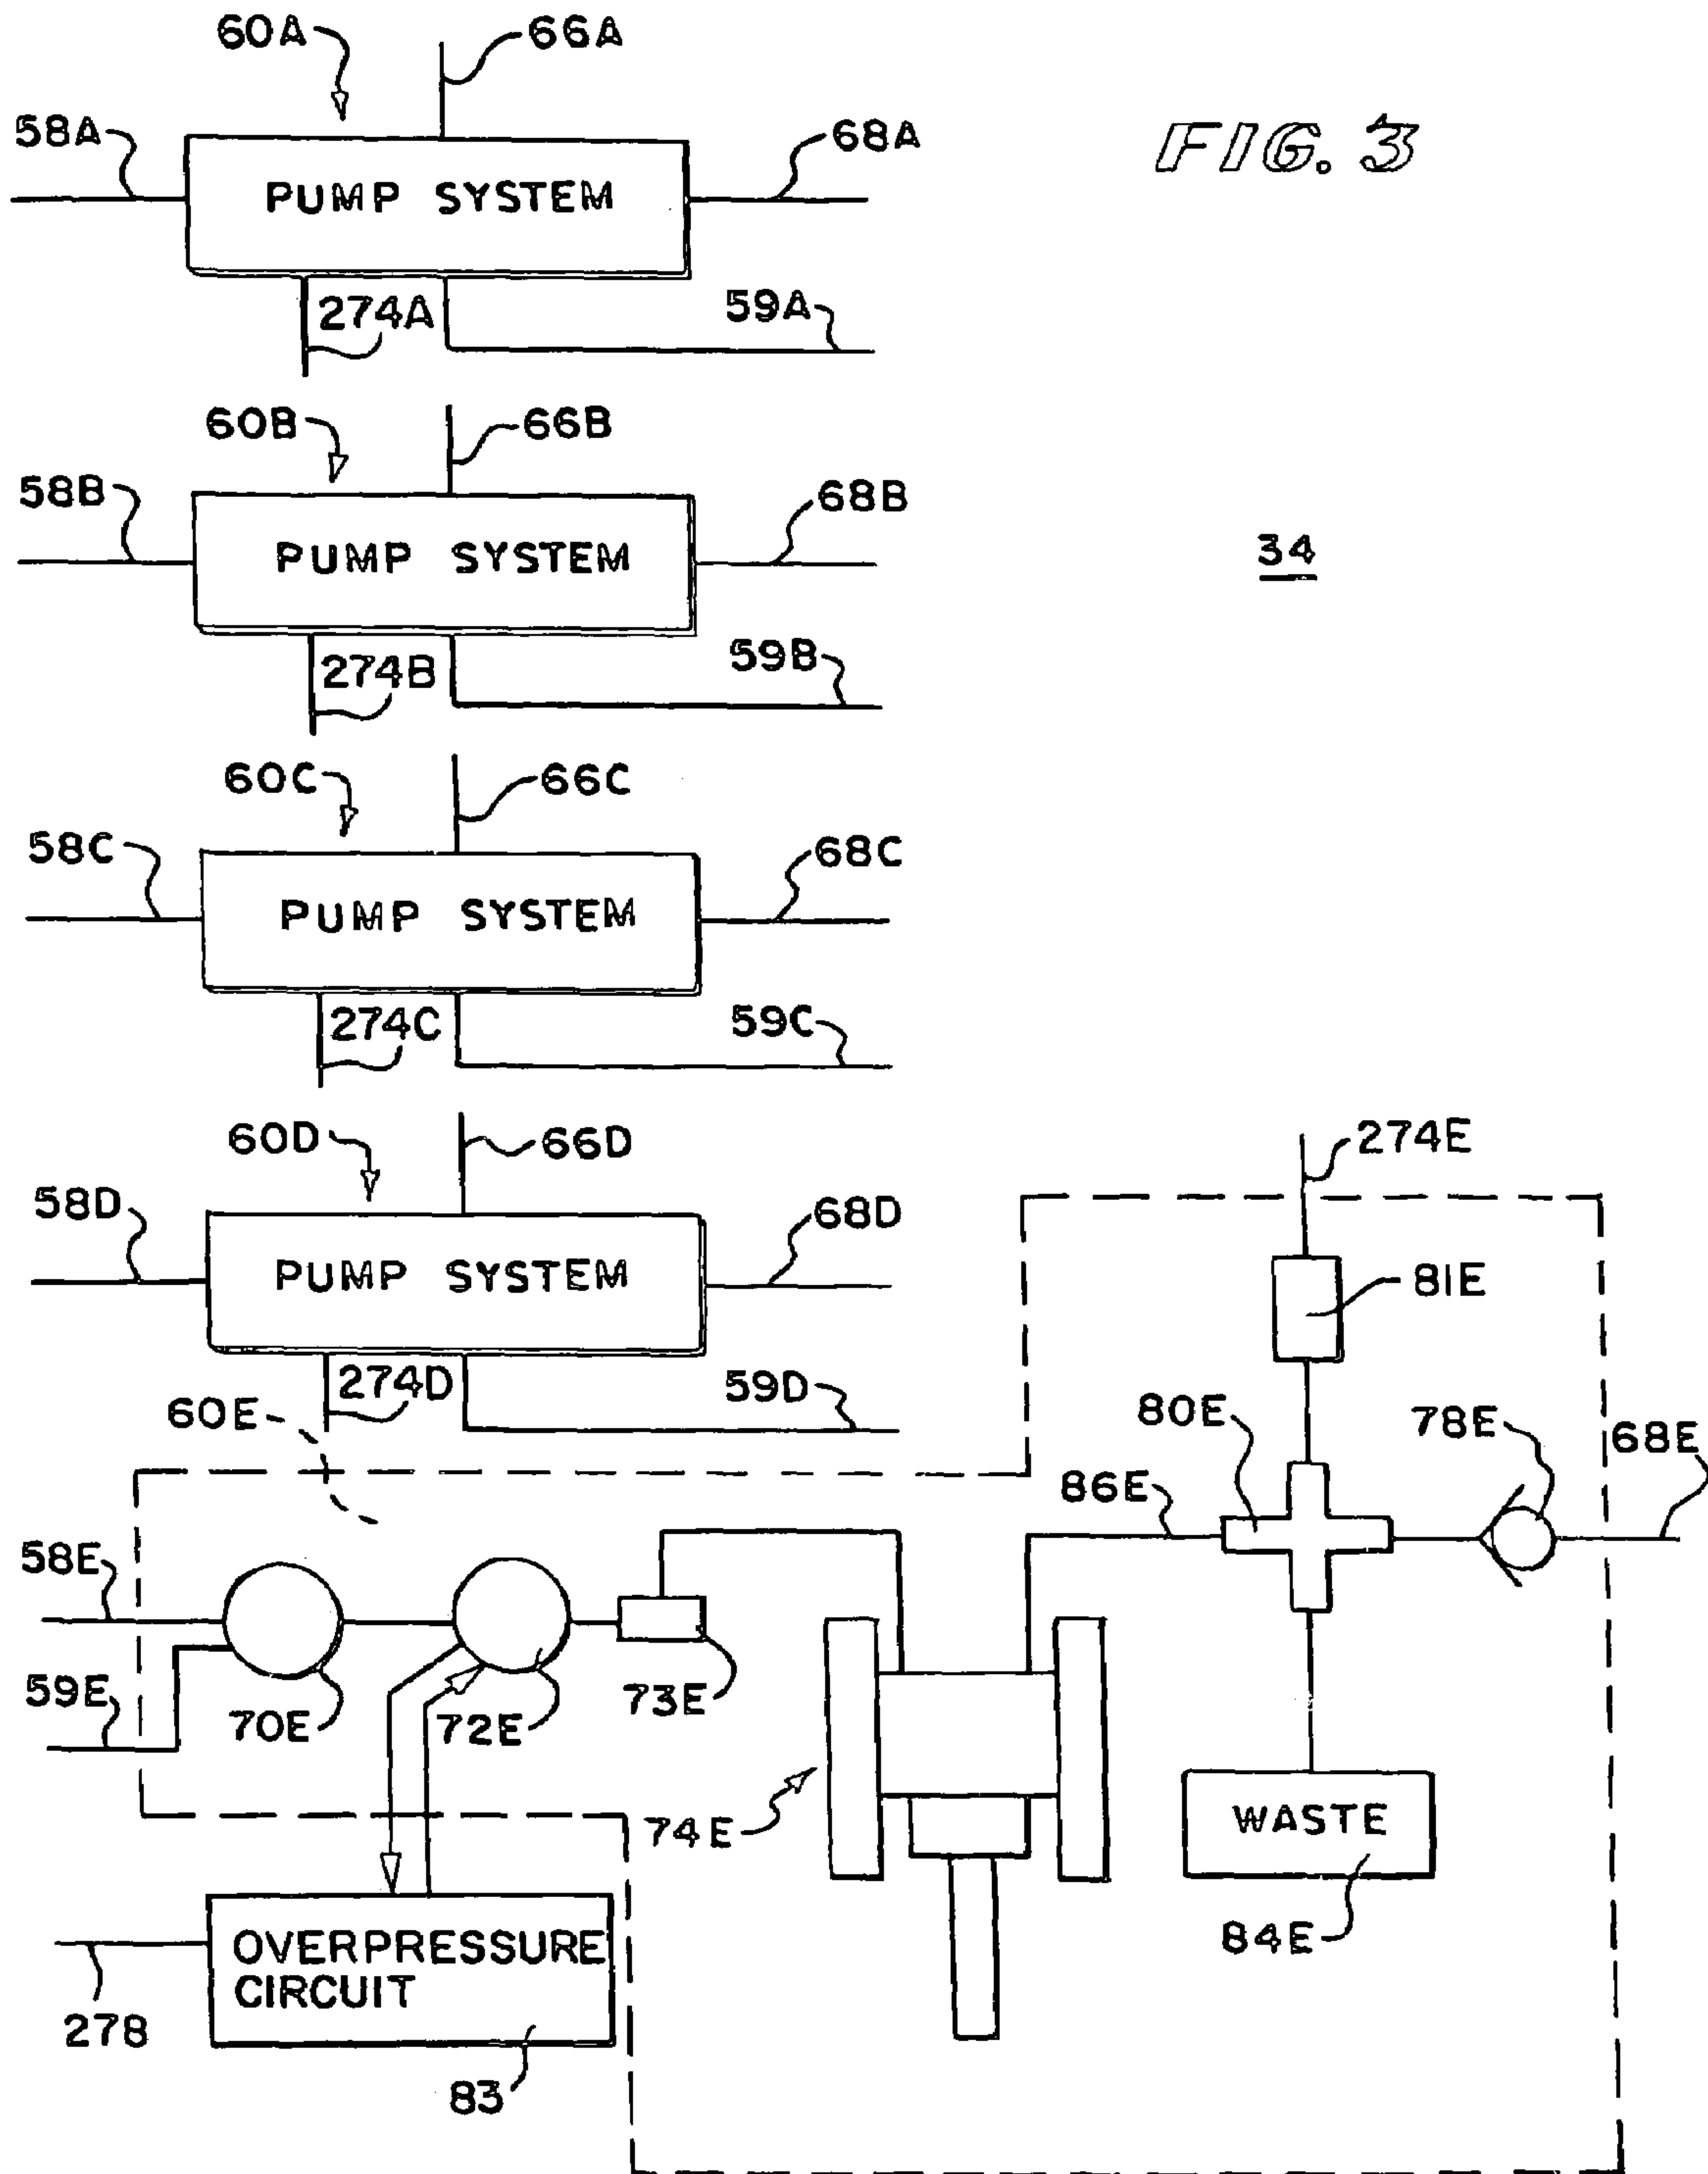 60A 66A
58A 68A
FIG. 3
PUMP SYSTEM
274A 59A
60B 66B
58B 68B
34
PUMP SYSTEM
274B 59B
60C 66C
58C 68C
PUMP SYSTEM
274C 59C
60D 66D
274E
58D 68D
PUMP SYSTEM
81E
274D 59D
60E 80E 78E 68E
86E
58E
59E 70E 72E 73E
74E WASTE
84E
OVERPRESSURE
CIRCUIT
278
83